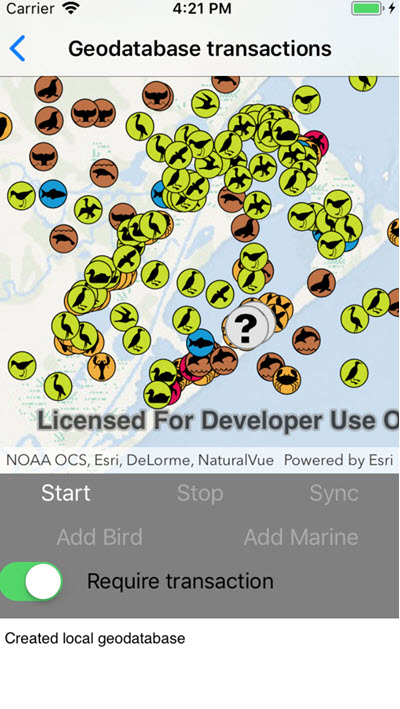 Carrier 4:21 PM
Geodatabase transactions
?
Licensed For Developer Use O
NOAA OCS, Esri, DeLorme, NaturalVue Powered by Esri
Start Stop Sync
Add Bird Add Marine
Require transaction
Created local geodatabase